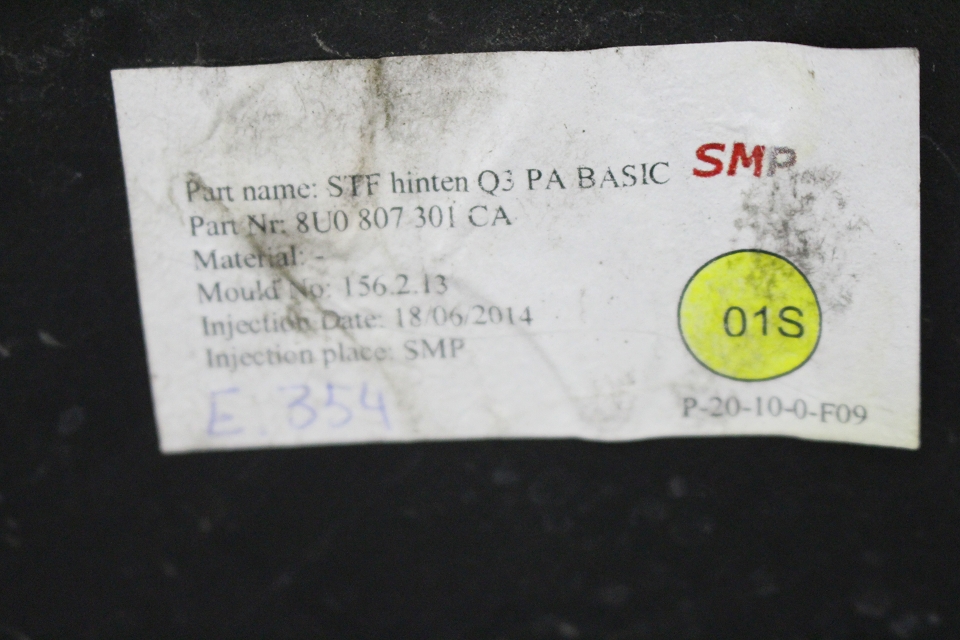 SMP
Part name: STF hinten Q3 PA BASIC
Part Nr: 8U0 807 301 CA
Material: -
Mould No: 156.2.13
Injection Date: 18/06/2014
Injection place: SMP
01S
E. 354
P-20-10-0-F09